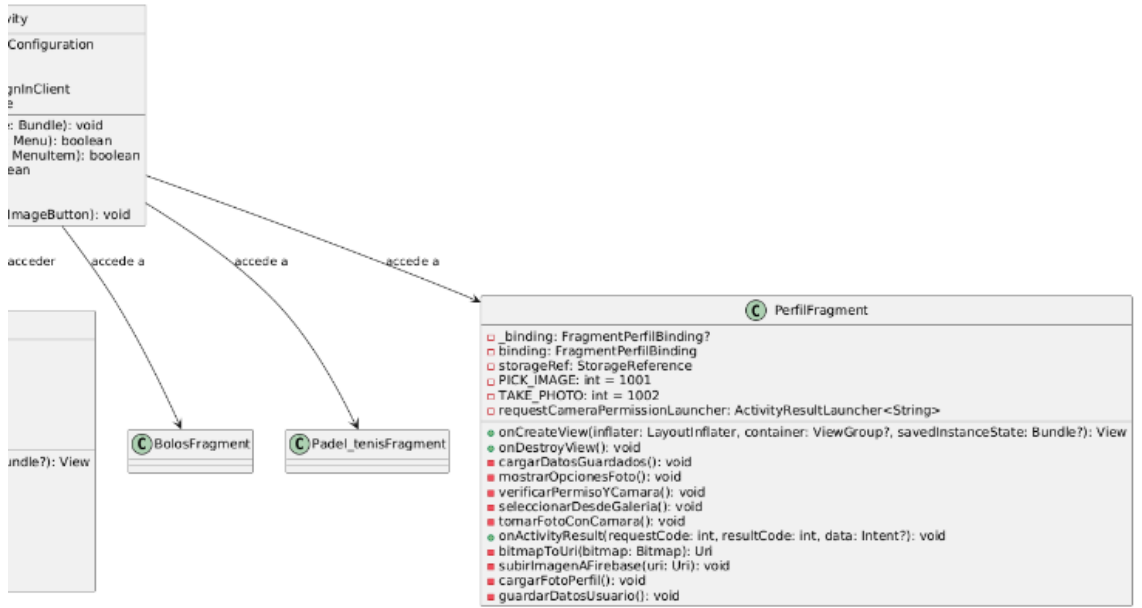 vity
Configuration
gnInClient
e
e: Bundle): void
Menu): boolean
MenuItem): boolean
ean
ImageButton): void
acceder
accede a
accede a
accede a
C PerfilFragment
_binding: FragmentPerfilBinding?
binding: FragmentPerfilBinding
storageRef: StorageReference
PICK_IMAGE: int = 1001
TAKE_PHOTO: int = 1002
requestCameraPermissionLauncher: ActivityResultLauncher<String>
onCreateView(inflater: LayoutInflater, container: ViewGroup?, savedInstanceState: Bundle?): View
onDestroyView(): void
cargarDatosGuardados(): void
mostrarOpcionesFoto(): void
verificarPermisoYCamara(): void
seleccionarDesdeGaleria(): void
tomarFotoConCamara(): void
onActivityResult(requestCode: int, resultCode: int, data: Intent?): void
bitmapToUri(bitmap: Bitmap): Uri
subirImagenAFirebase(uri: Uri): void
cargarFotoPerfil(): void
guardarDatosUsuario(): void
C BolosFragment
C Padel_tenisFragment
undle?): View